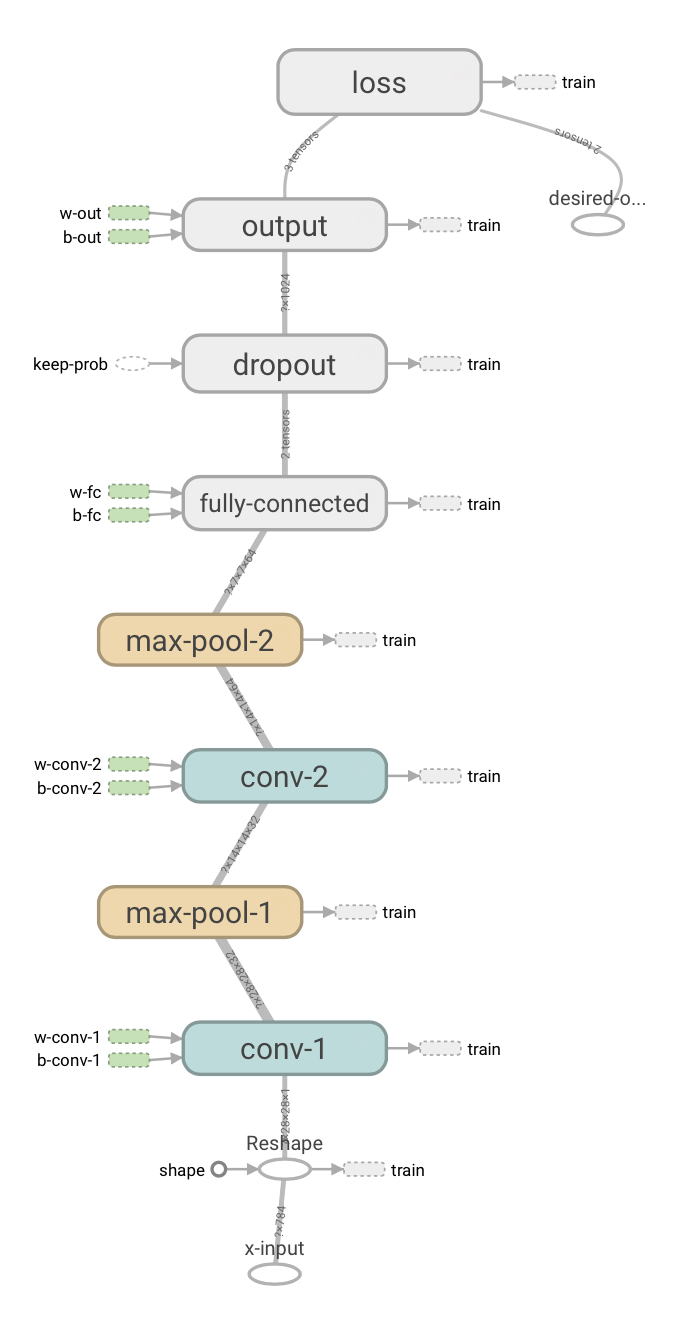 loss
train
3 tensors
2 tensors
desired-o...
w-out
b-out
output
train
?×1024
keep-prob
dropout
train
2 tensors
w-fc
b-fc
fully-connected
train
?×7×7×64
max-pool-2
train
?×14×14×64
w-conv-2
b-conv-2
conv-2
train
?×14×14×32
max-pool-1
train
?×28×28×32
w-conv-1
b-conv-1
conv-1
train
×28×28×1
Reshape
shape
train
?×784
x-input